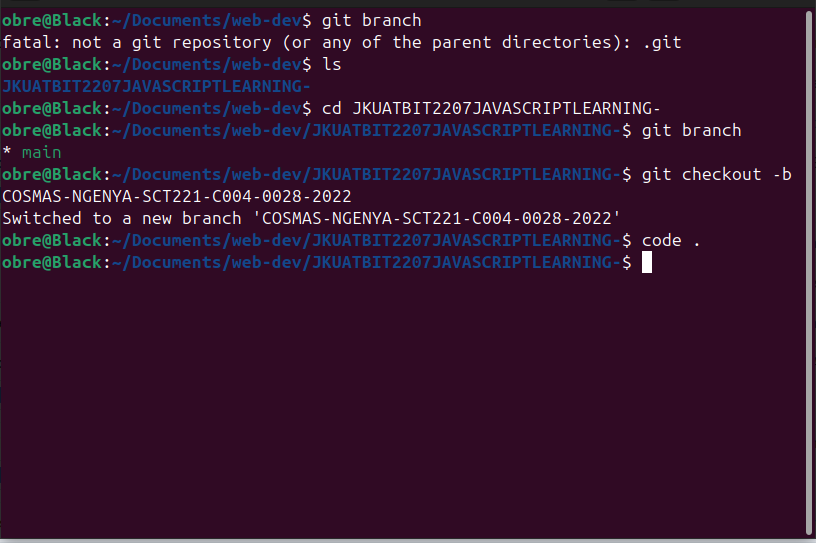 obre@Black:~/Documents/web-dev$ git branch
fatal: not a git repository (or any of the parent directories): .git
obre@Black:~/Documents/web-dev$ ls
JKUATBIT2207JAVASCRIPTLEARNING-
obre@Black:~/Documents/web-dev$ cd JKUATBIT2207JAVASCRIPTLEARNING-
obre@Black:~/Documents/web-dev/JKUATBIT2207JAVASCRIPTLEARNING-$ git branch
* main
obre@Black:~/Documents/web-dev/JKUATBIT2207JAVASCRIPTLEARNING-$ git checkout -b
COSMAS-NGENYA-SCT221-C004-0028-2022
Switched to a new branch 'COSMAS-NGENYA-SCT221-C004-0028-2022'
obre@Black:~/Documents/web-dev/JKUATBIT2207JAVASCRIPTLEARNING-$ code .
obre@Black:~/Documents/web-dev/JKUATBIT2207JAVASCRIPTLEARNING-$